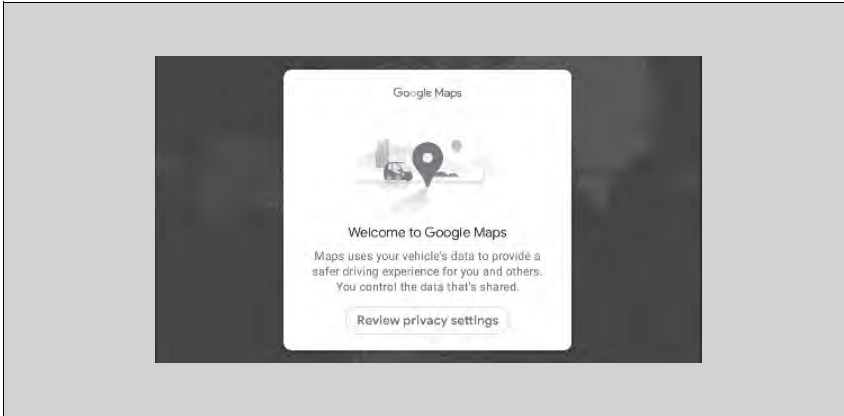 Google Maps
Welcome to Google Maps
Maps uses your vehicle's data to provide a
safer driving experience for you and others.
You control the data that's shared.
Review privacy settings